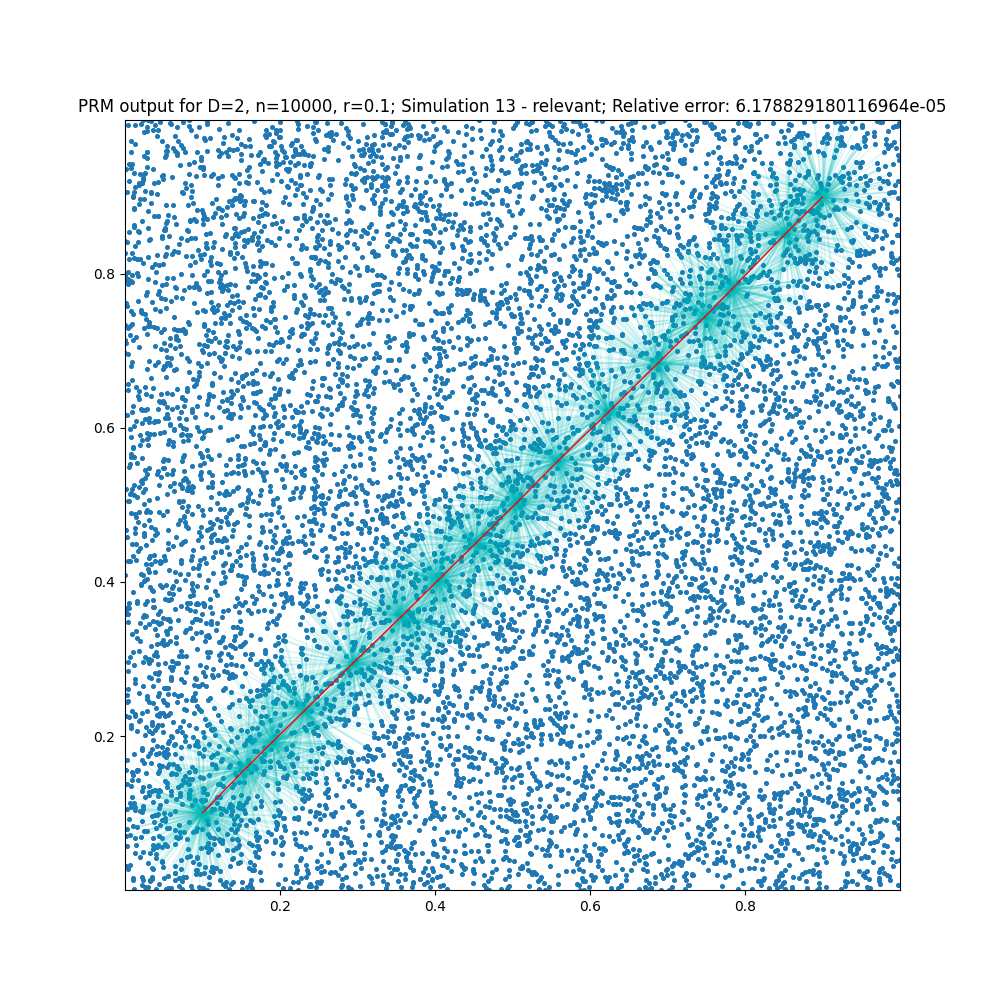 PRM output for D=2, n=10000, r=0.1; Simulation 13 - relevant; Relative error: 6.178829180116964e-05
0.8
0.6
0.4
0.2
0.2 0.4 0.6 0.8